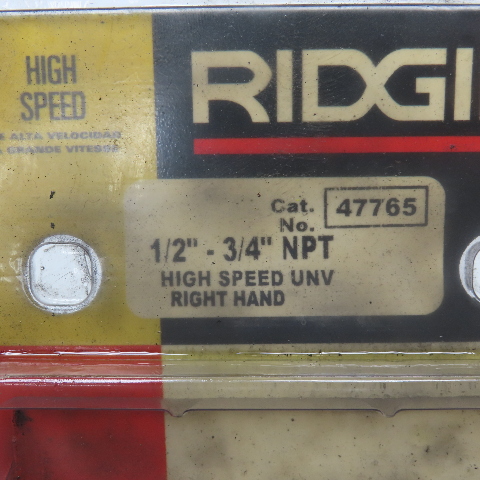 HIGH
SPEED
A ALTA VELOCIDAD
GRANDE VITESSE
RIDGI
Cat.
No.
47765
1/2" - 3/4" NPT
HIGH SPEED UNV
RIGHT HAND